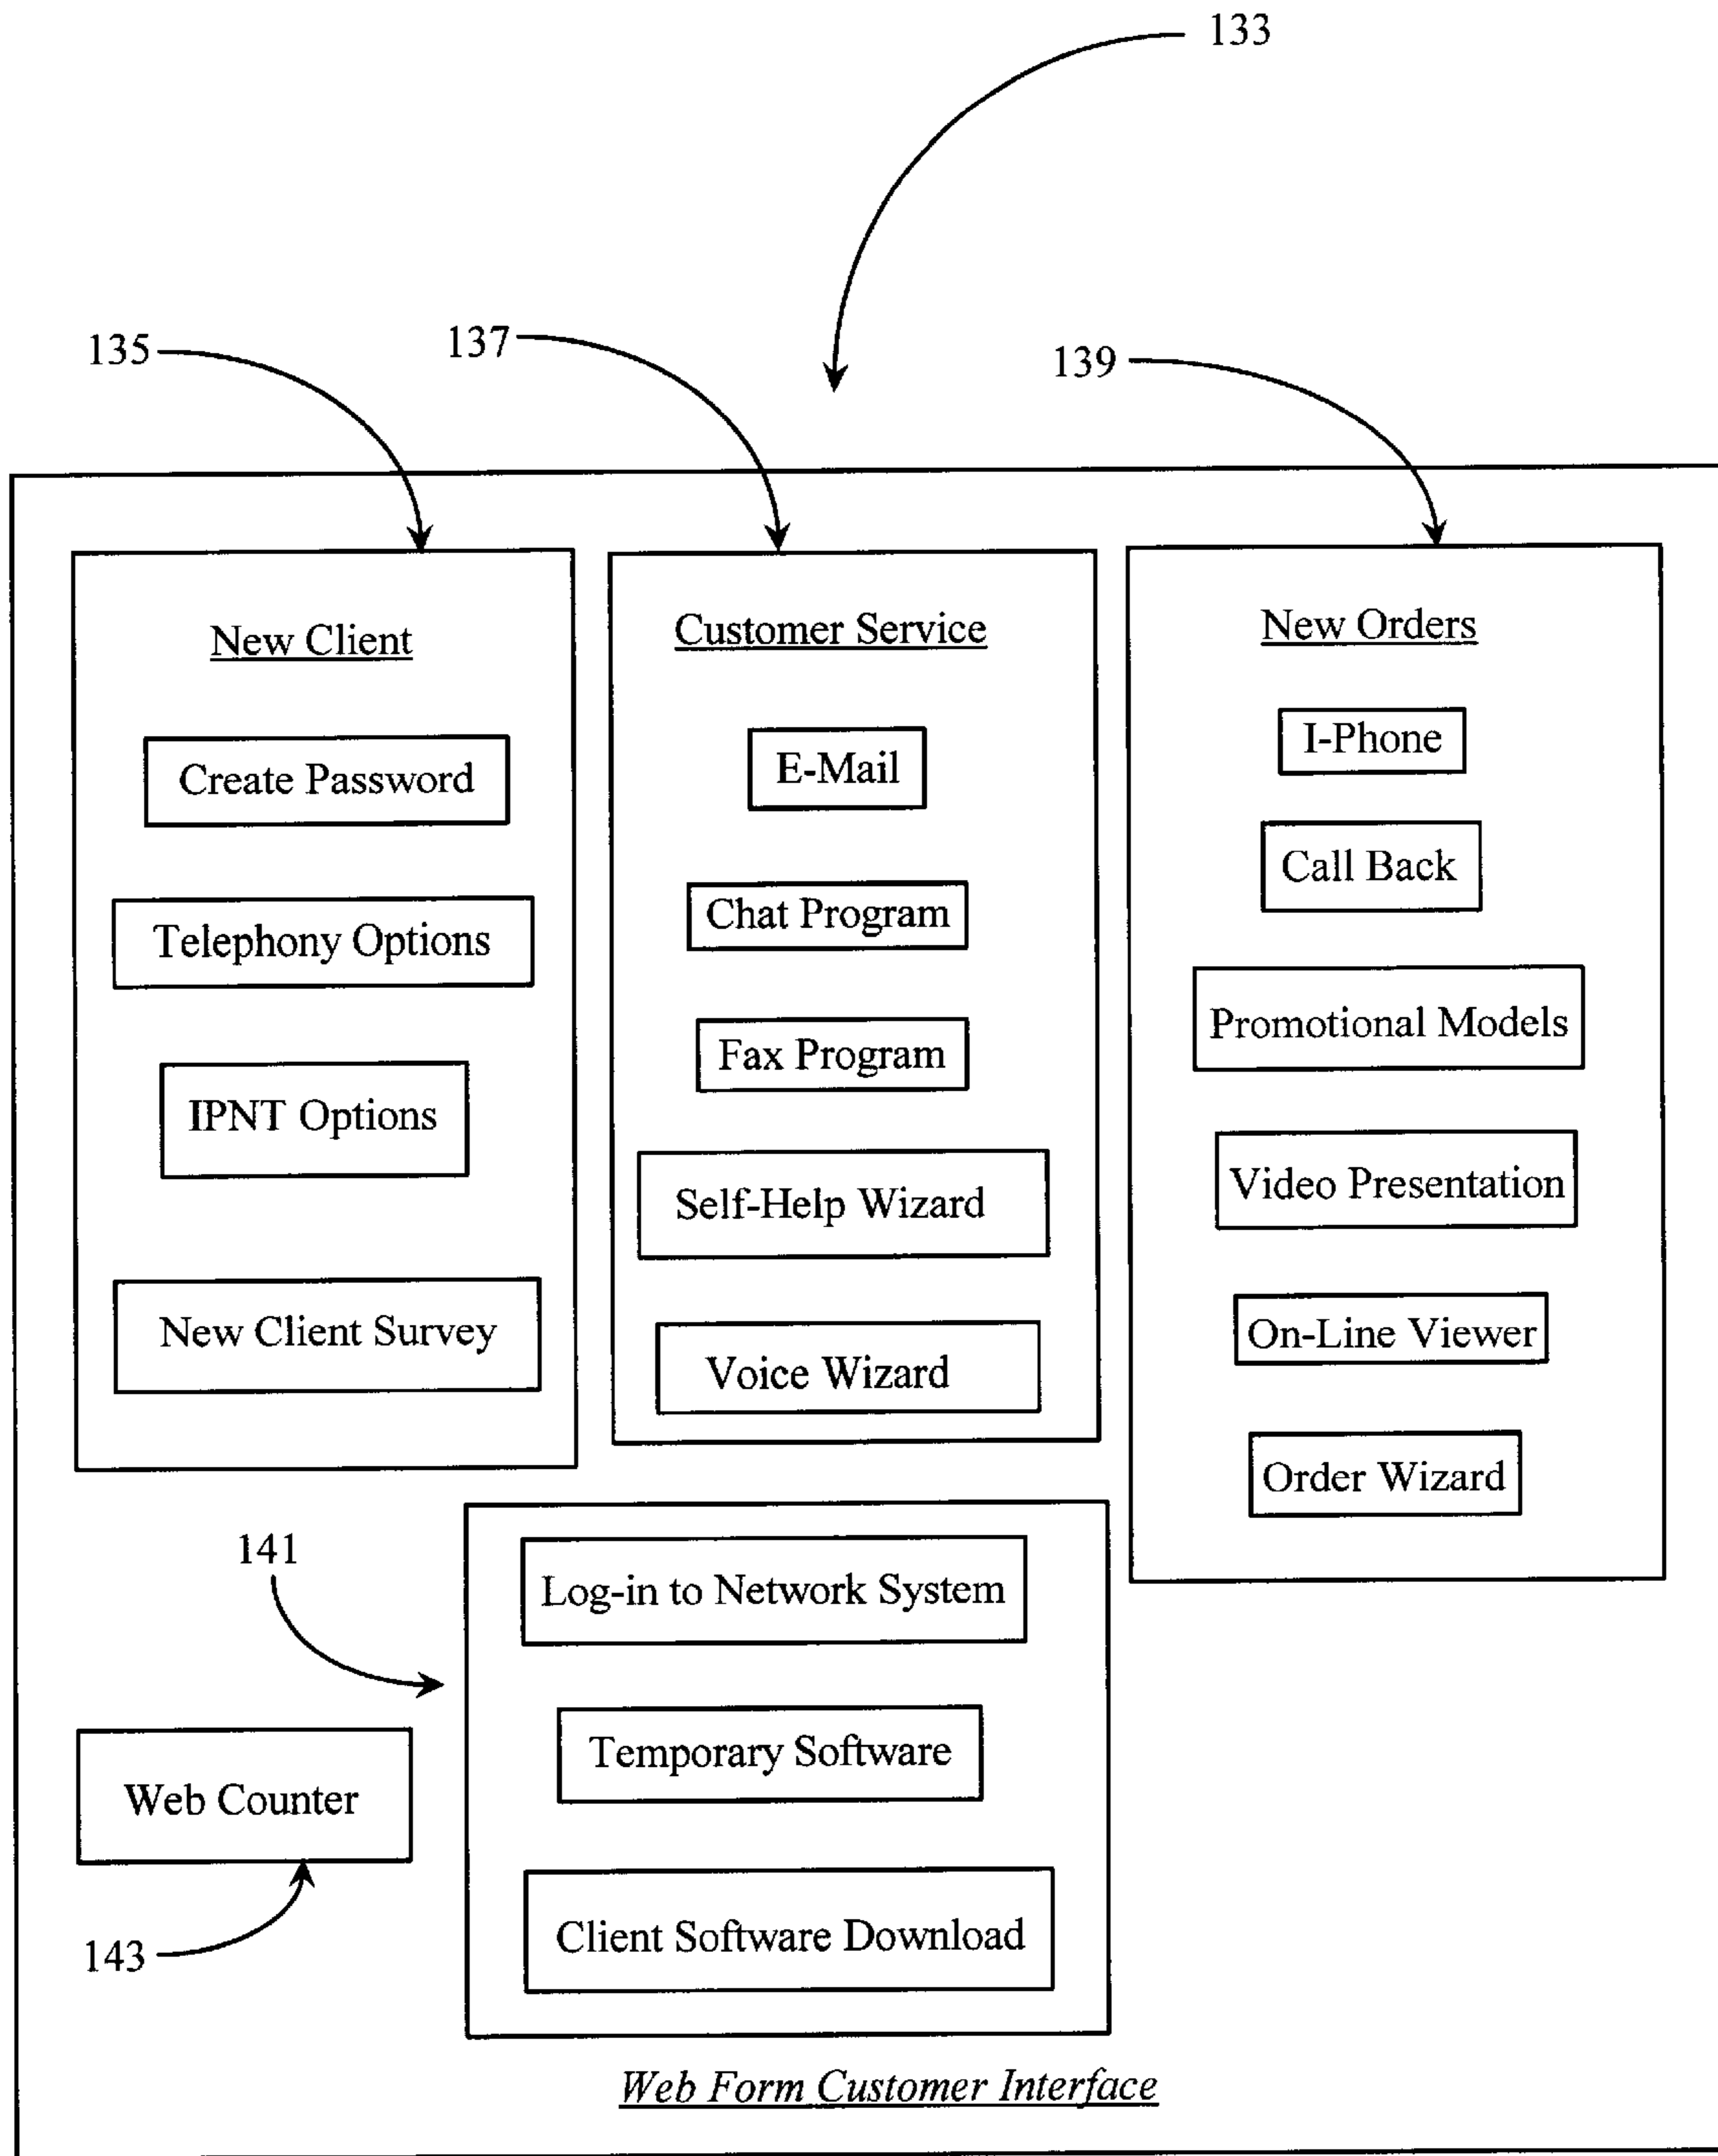 133
135
137
139
New Client
Create Password
Telephony Options
IPNT Options
New Client Survey
Customer Service
E-Mail
Chat Program
Fax Program
Self-Help Wizard
Voice Wizard
New Orders
I-Phone
Call Back
Promotional Models
Video Presentation
On-Line Viewer
Order Wizard
141
Log-in to Network System
Temporary Software
Client Software Download
Web Counter
143
Web Form Customer Interface